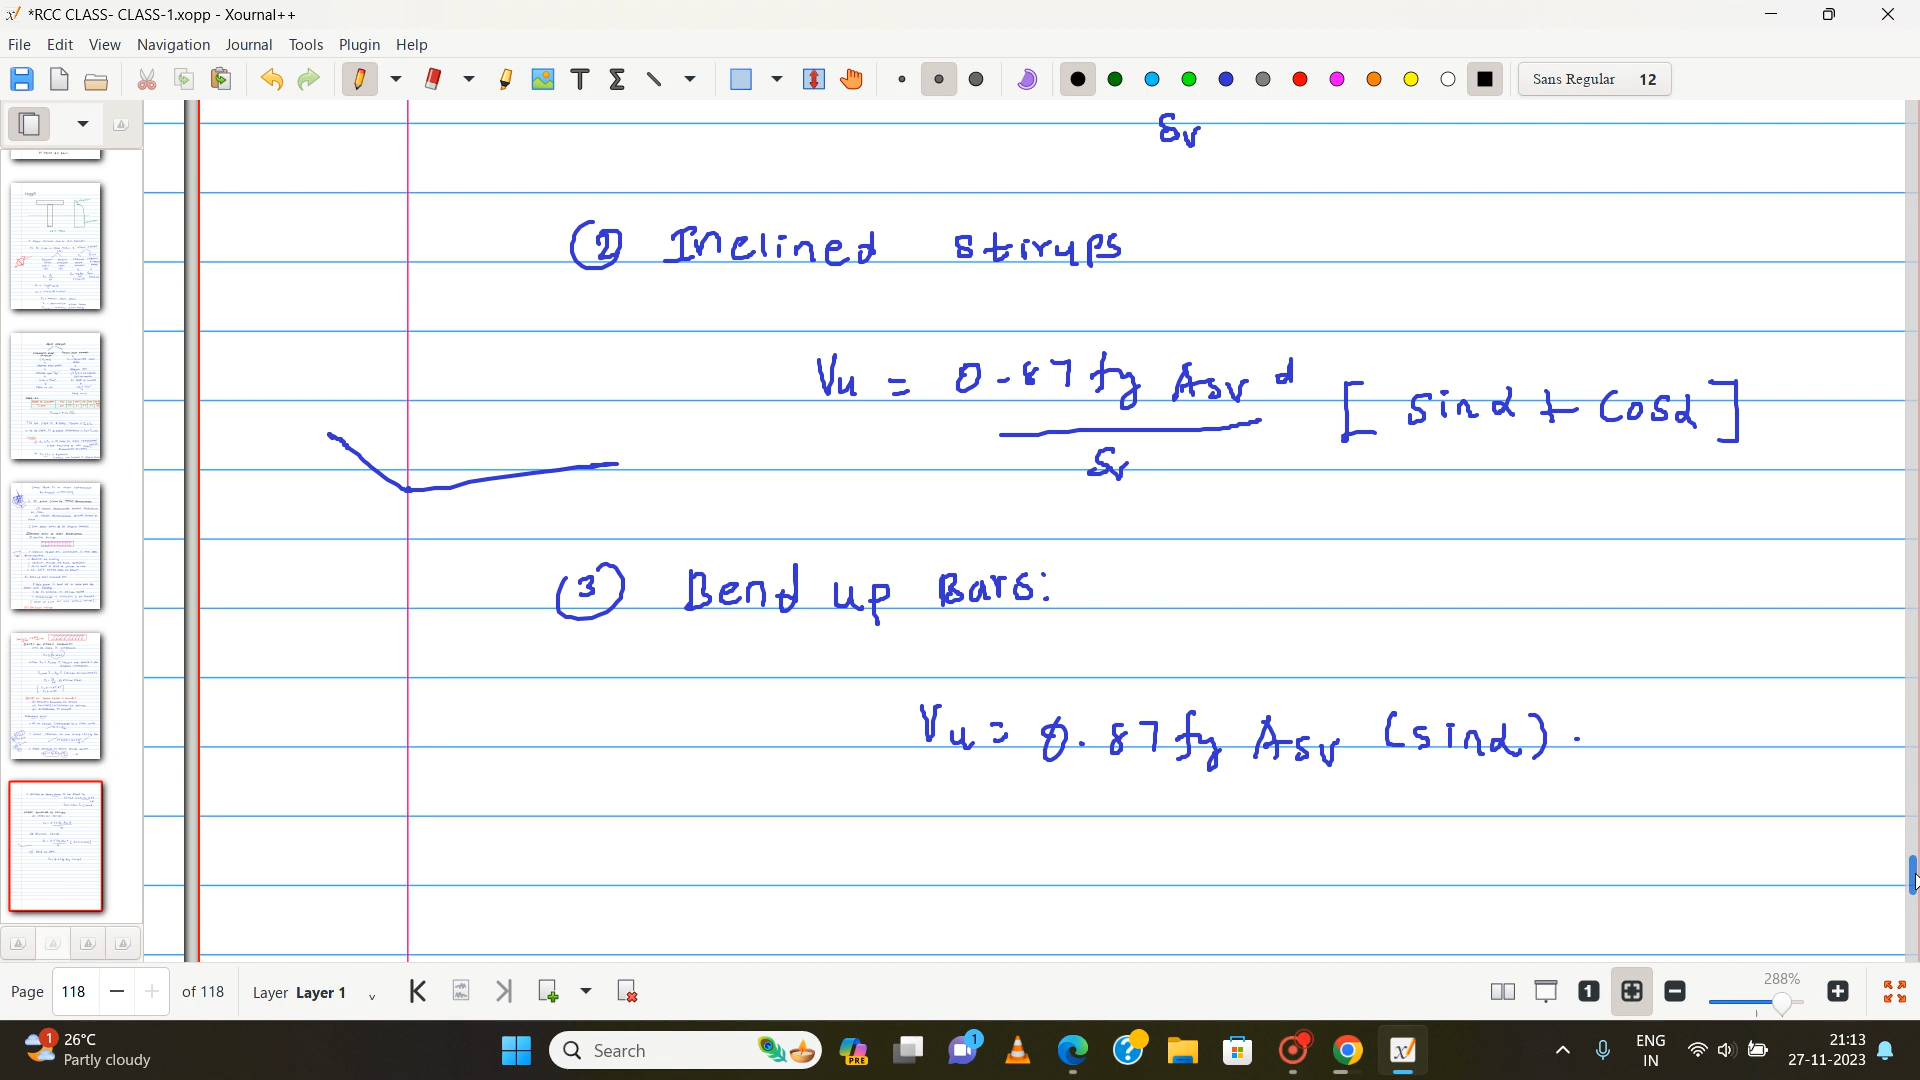 *RCC CLASS- CLASS-1.xopp - Xournal++
File Edit View Navigation Journal Tools Plugin Help
Sans Regular 12
Sv
② Inclined stirups
Vu = 0.87 fy Asv d / Sv [ sinα + cosα ]
③ Bend up Bars:
Vu = 0.87 fy Asv (sinα).
Page 118 of 118 Layer Layer 1 288%
26°C
Partly cloudy
Search
PRE
ENG
IN
21:13
27-11-2023